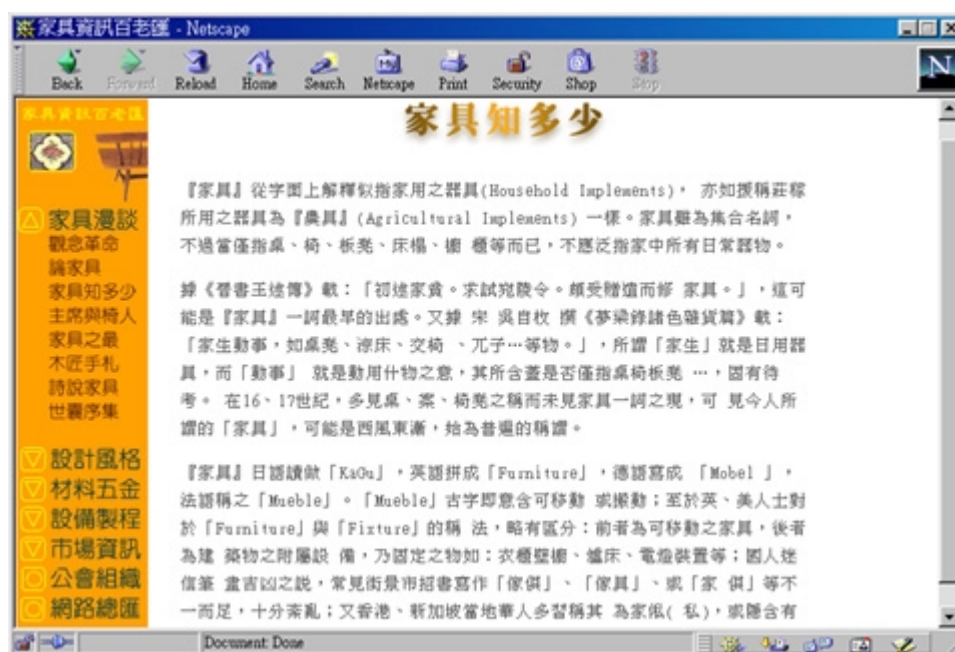 家具資訊百老匯 - Netscape
Back Forward Reload Home Search Netscape Print Security Shop Stop
N
家具資訊百老匯
家具漫談
觀念革命
論家具
家具知多少
主席與椅人
家具之最
木匠手札
詩說家具
世囊序集
設計風格
材料五金
設備製程
市場資訊
公會組織
網路總匯
家具知多少
『家具』從字面上解釋似指家用之器具(Household Implements)， 亦如援稱莊稼
所用之器具為『農具』(Agricultural Implements) 一樣。家具雖為集合名詞，
不過當僅指桌、椅、板凳、床榻、櫥 櫃等而已，不應泛指家中所有日常器物。
據《晉書王述傳》載：「初述家貧。求試宛陵令。頗受贈遺而修 家具。」，這可
能是『家具』一詞最早的出處。又據 宋 吳自牧 撰《夢粱錄諸色雜貨篇》載：
「家生動事，如桌凳、涼床、交椅 、兀子…等物。」，所謂「家生」就是日用器
具，而「動事」 就是動用什物之意，其所含蓋是否僅指桌椅板凳 …，固有待
考。 在16、17世紀，多見桌、案、椅凳之稱而未見家具一詞之現，可 見今人所
謂的「家具」，可能是西風東漸，始為普遍的稱謂。
『家具』日語讀做「KaGu」，英語拼成「Furniture」，德語寫成 「Mobel 」，
法語稱之「Mueble」。「Mueble」古字即意含可移動 或搬動；至於英、美人士對
於「Furniture」與「Fixture」的稱 法，略有區分：前者為可移動之家具，後者
為建 築物之附屬設 備，乃固定之物如：衣櫃壁櫥、爐床、電燈裝置等；國人迷
信筆 畫吉凶之說，常見街景市招書寫作「傢俱」、「傢具」、或「家 俱」等不
一而足，十分紊亂；又香港、新加坡當地華人多習稱其 為家俬( 私)，或隱含有
Document: Done